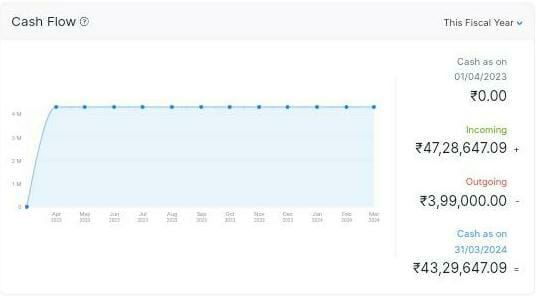 Cash Flow ?
This Fiscal Year
Cash as on
01/04/2023
₹0.00
Incoming
₹47,28,647.09 +
Outgoing
₹3,99,000.00 -
Cash as on
31/03/2024
₹43,29,647.09 =
4 M
3 M
2 M
1 M
0
Apr May Jun Jul Aug Sep Oct Nov Dec Jan Feb Mar
2023 2023 2023 2023 2023 2023 2023 2023 2023 2024 2024 2024